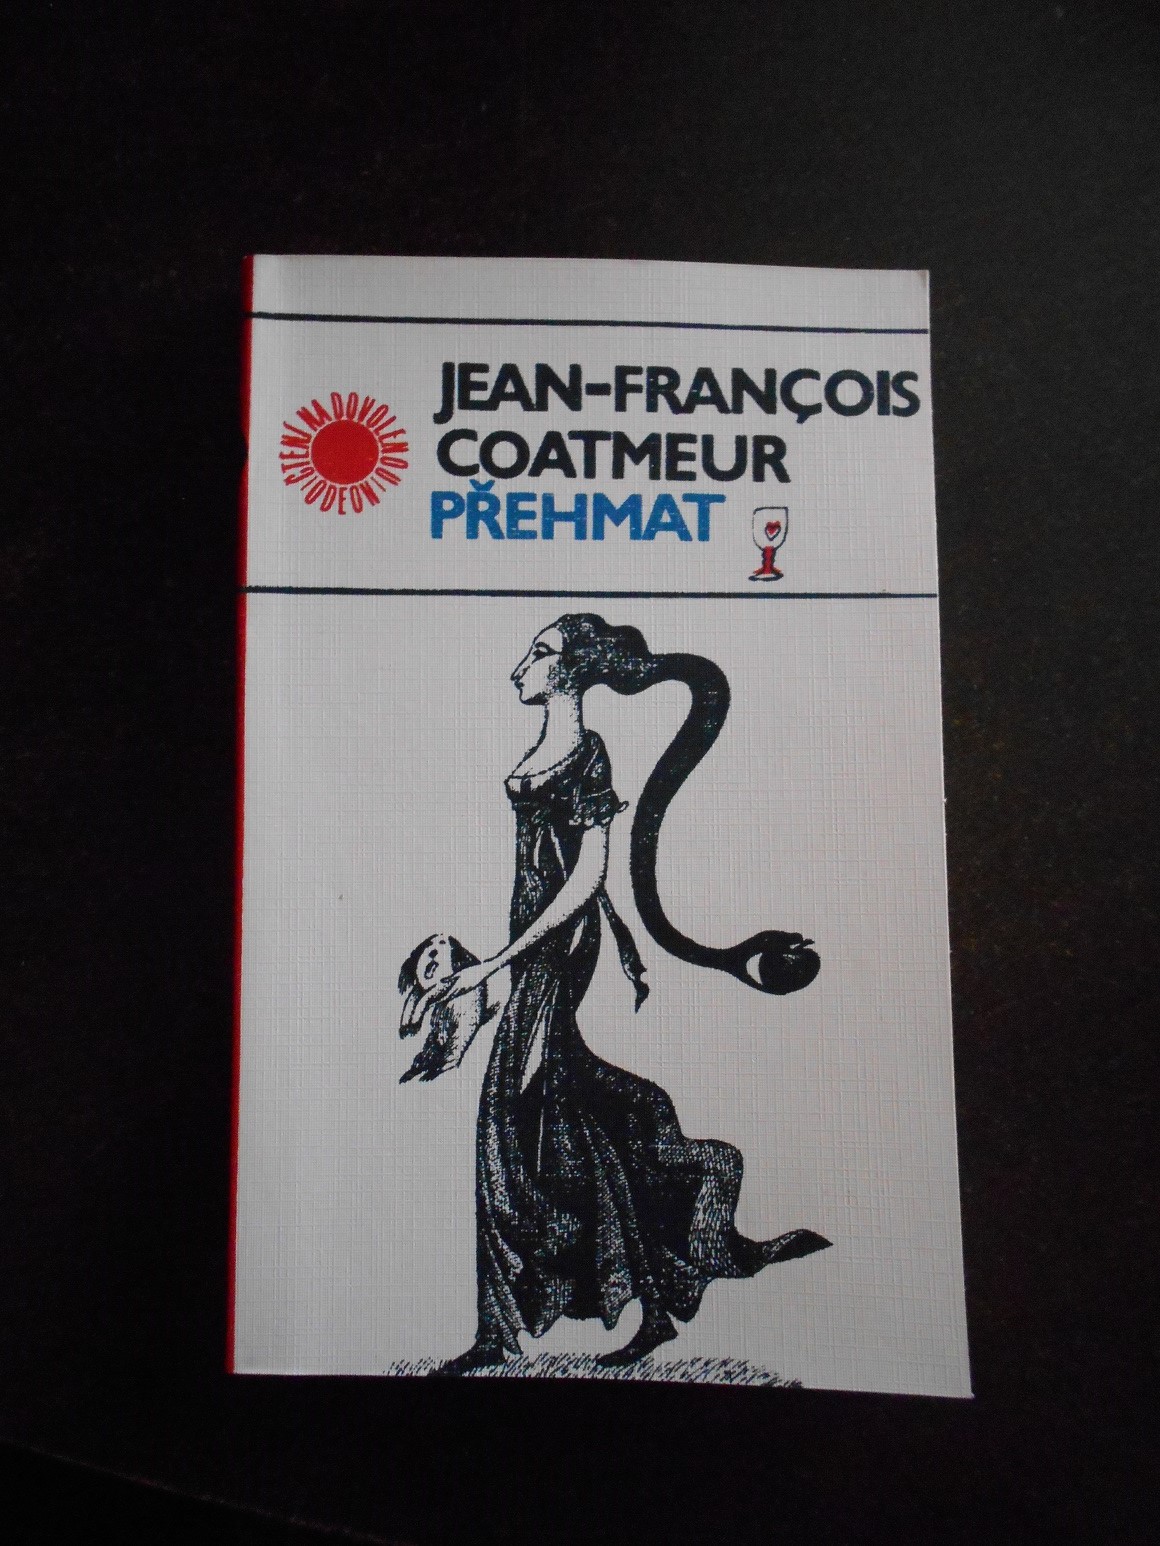 JEAN-FRANÇOIS
COATMEUR
PŘEHMAT
ČTENÍ NA DOVOLENOU
ODEON